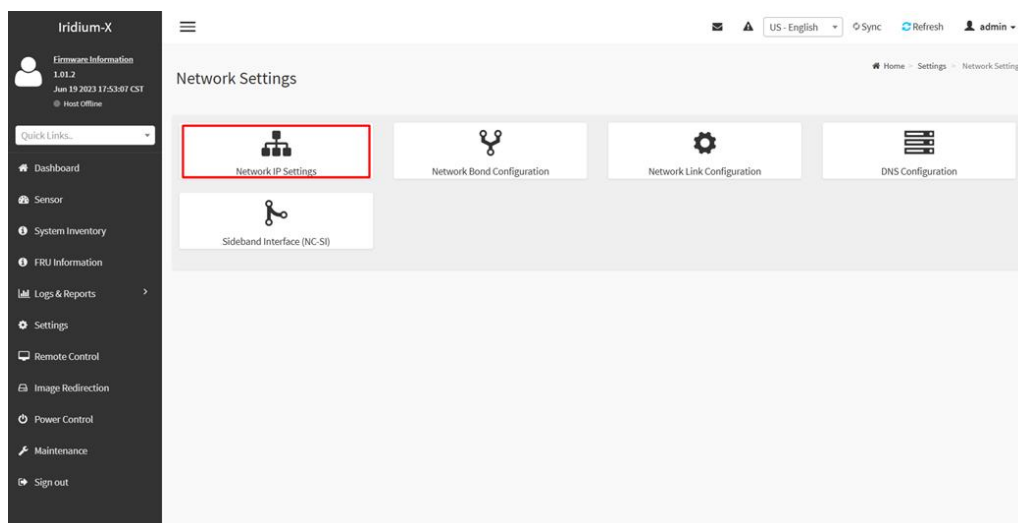 Iridium-X
US - English
Sync
Refresh
admin
Firmware Information
1.01.2
Jun 19 2023 17:53:07 CST
Host Offline
Network Settings
Home > Settings > Network Setting
Quick Links..
Dashboard
Sensor
System Inventory
FRU Information
Logs & Reports
Settings
Remote Control
Image Redirection
Power Control
Maintenance
Sign out
Network IP Settings
Network Bond Configuration
Network Link Configuration
DNS Configuration
Sideband Interface (NC-SI)